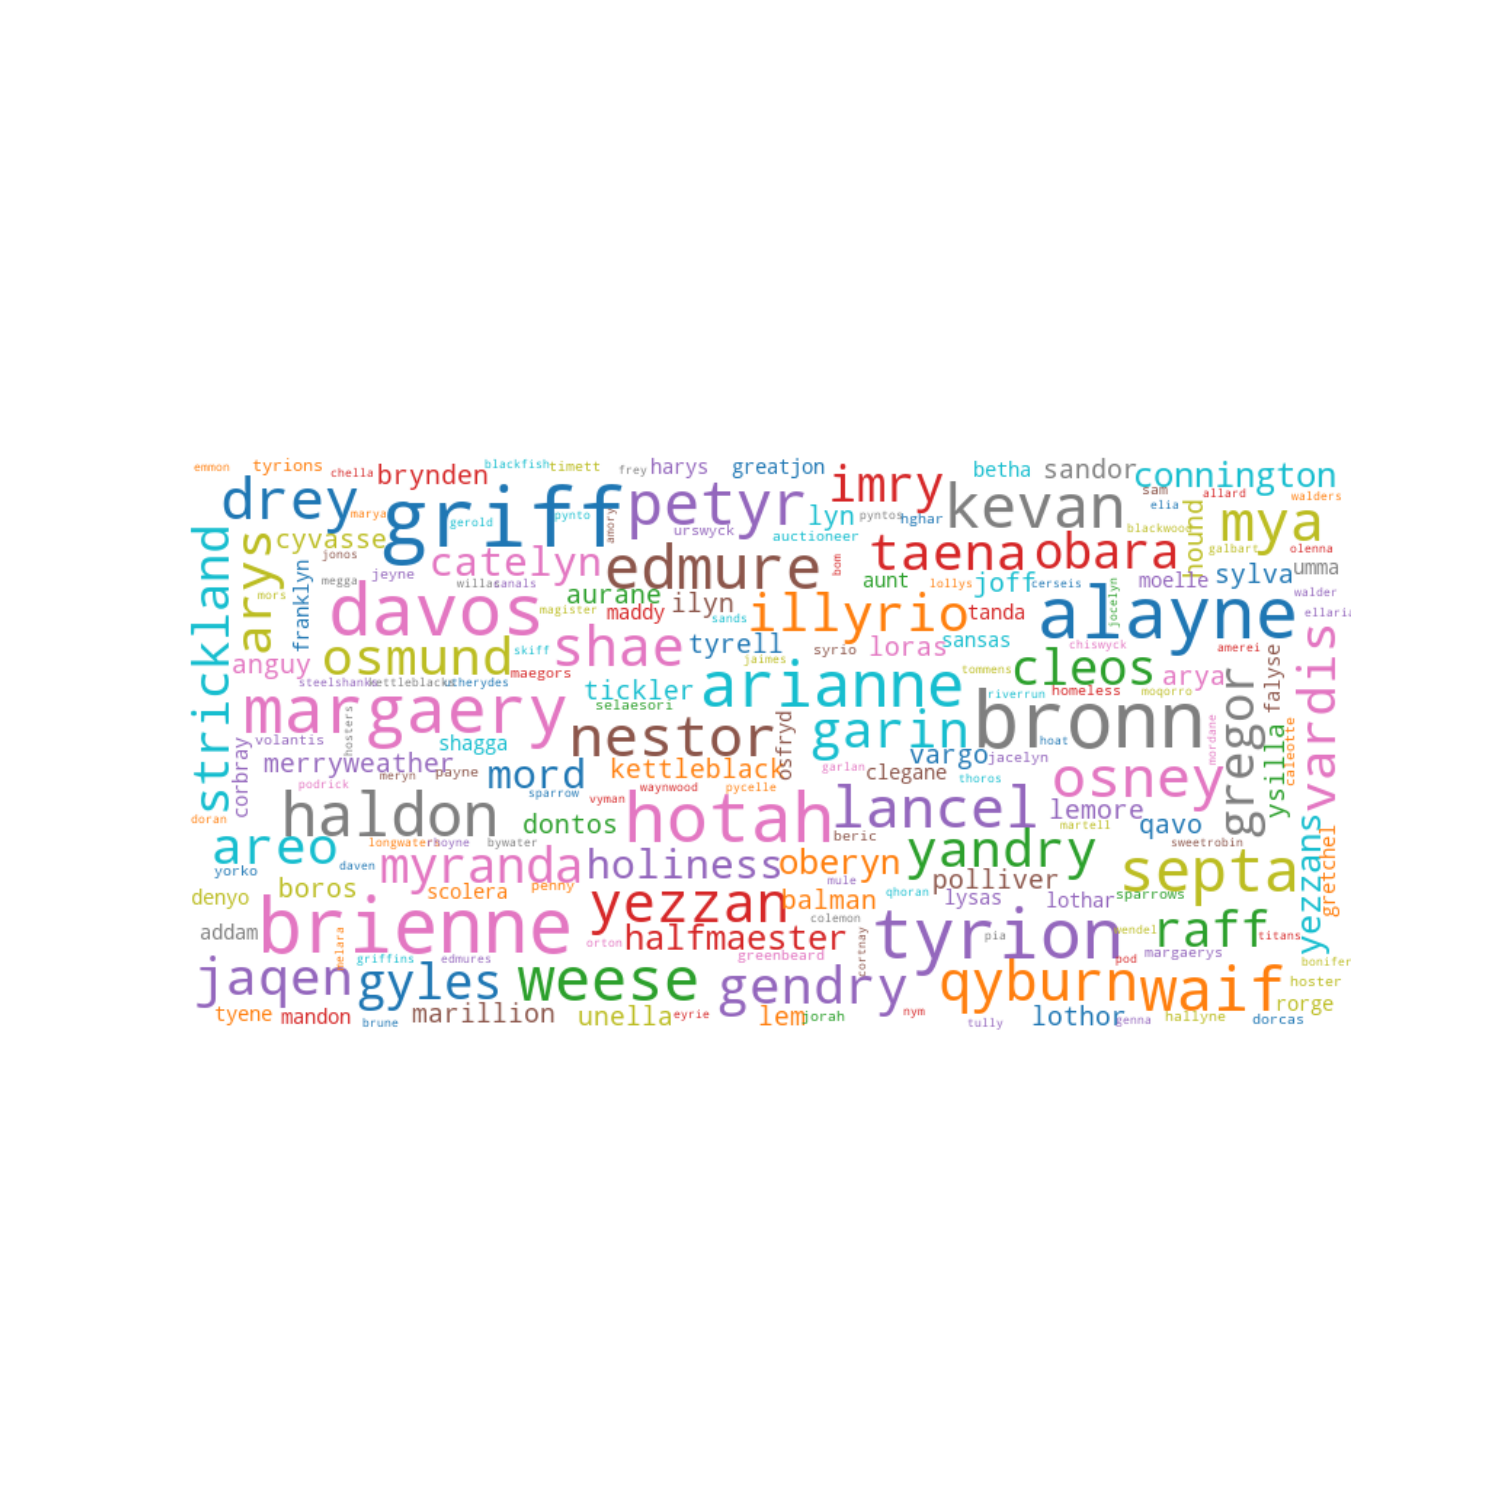 emmon tyrions chella brynden blackfish timett frey harys greatjon imry betha sandor connington
drey marya griff gerold pynto amory petyr urswyck lyn pyntos hghar auctioneer kevan sam elia allard walders blackwood hound mya
strickland arys cyvasse jonos megga jeyne catelyn willas canals edmure bom taena obara galbart olenna umma
mors franklyn davos magister aurane maddy ilyn sands illyrio aunt lollys tanda joff cerseis jocelyn moelle sylva walder ellaria
alayne
anguy osmund skiff shae tyrell jaimes syrio loras sansas chiswyck amerei falyse vardis
steelshanks kettleblacks utherydes maegors tickler selaesori arianne tommens cleos riverrun homeless arya moqorro gregor
margaery hosters nestor osfryd garin bronn hoat mordane ysilla caleotte
corbray volantis merryweather shagga meryn payne mord kettleblack garlan clegane vargo jacelyn thoros osney
doran podrick haldon sparrow vyman waynwood pycelle hotah lancel lemore martell qavo sweetrobin
areo longwaters rhoyne bywater dontos beric yandry yezzans gretchel
yorko daven myranda holiness oberyn mule polliver septa
denyo boros scolera penny yezzan balman qhoran lysas lothar sparrows
addam brienne orton halfmaester colemon cortnay tyrion pia wendel raff titans
melara griffins edmures greenbeard pod margaerys bonifer
jaqen gyles weese gendry qyburn waif hoster rorge
tyene mandon brune marillion unella eyrie lem jorah nym tully lothor genna hallyne dorcas